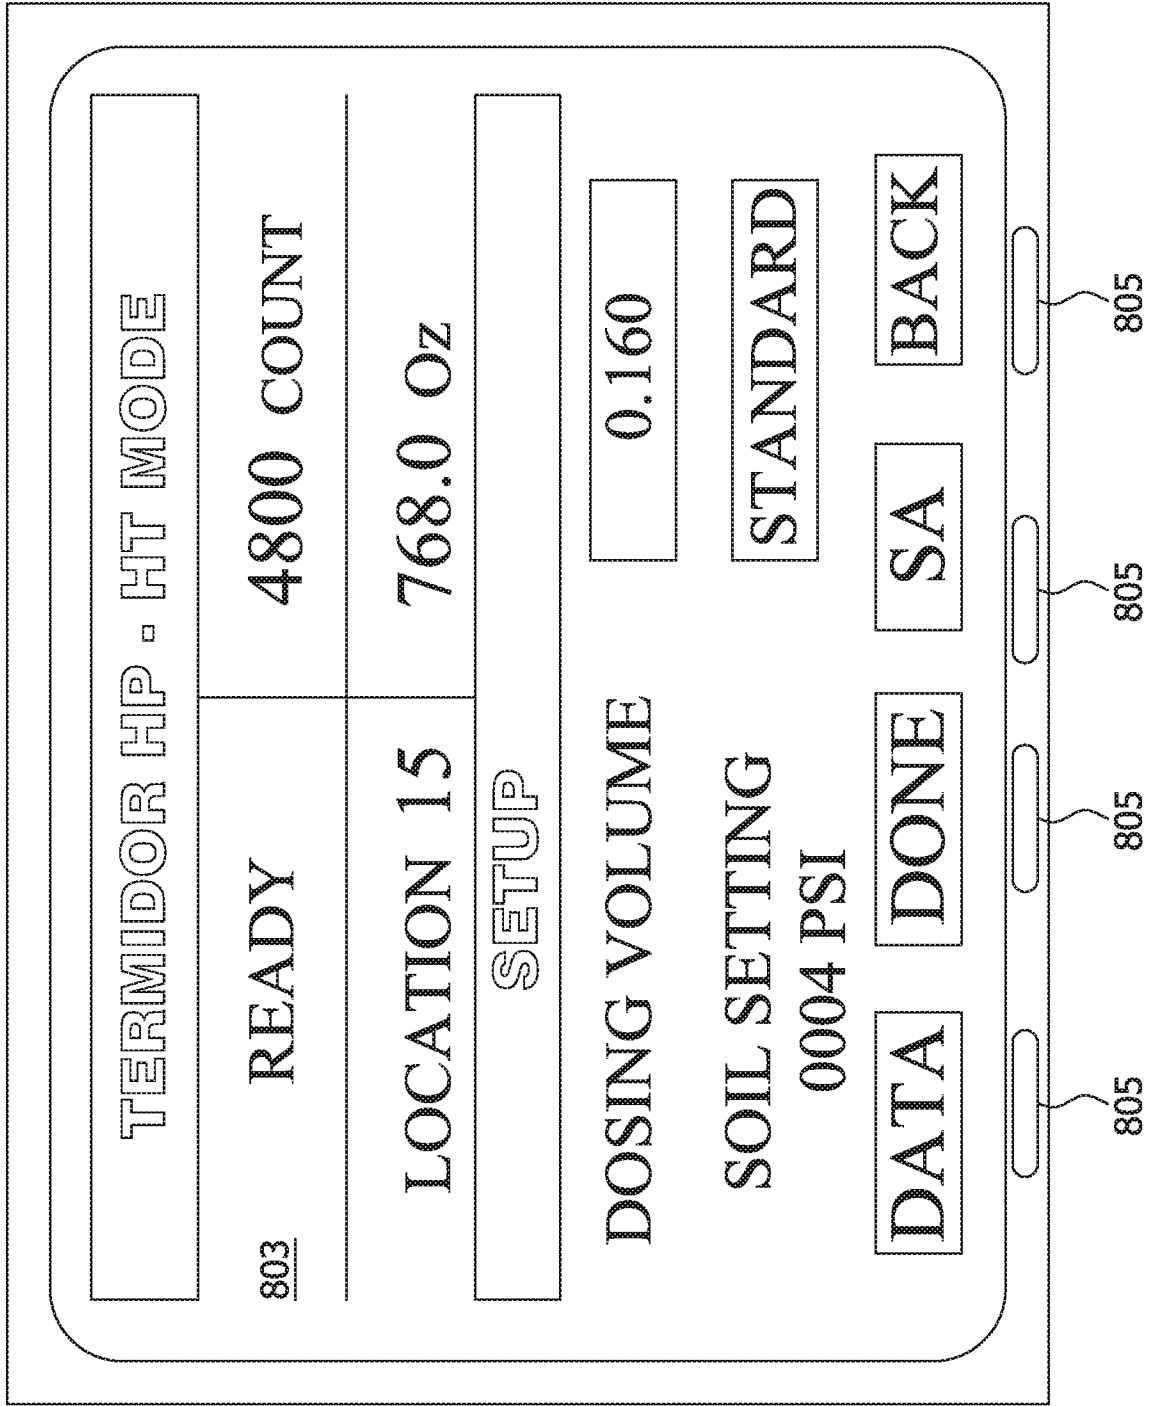 TERMIDOR HP - HT MODE
803
READY
4800 COUNT
LOCATION 15
768.0 Oz
SETUP
DOSING VOLUME
0.160
SOIL SETTING
STANDARD
0004 PSI
DATA
DONE
SA
BACK
805
805
805
805